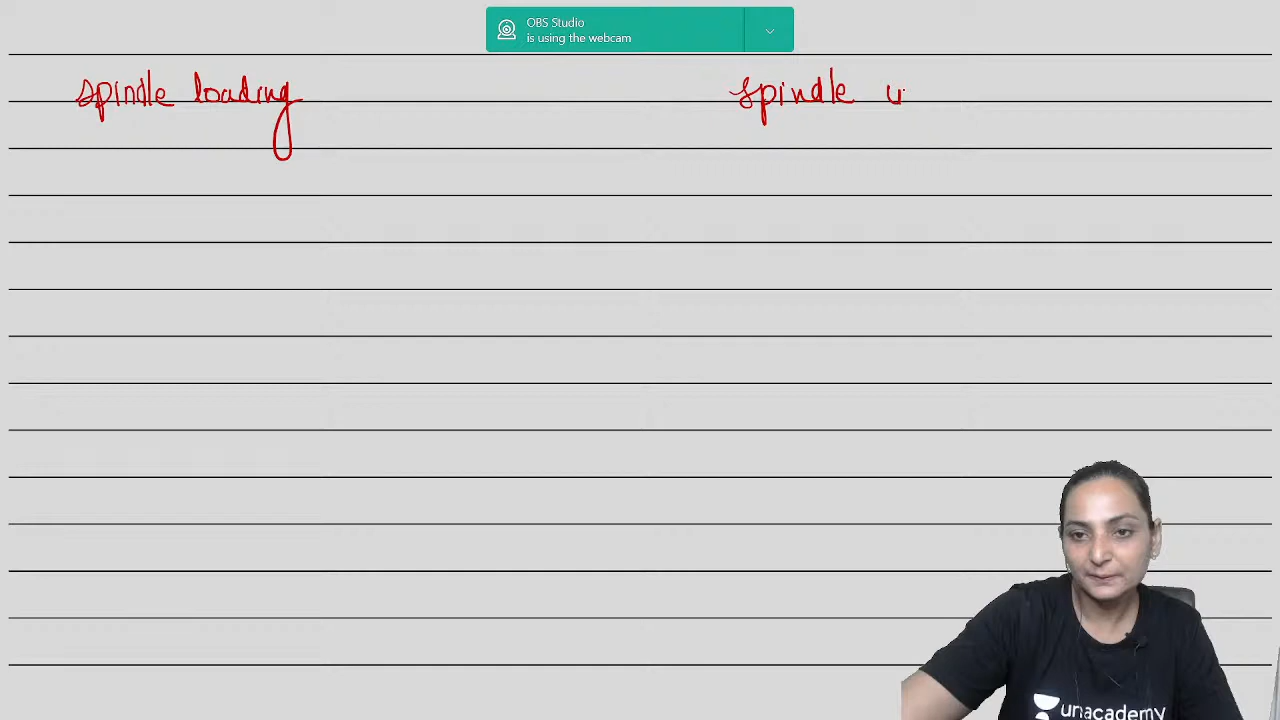 OBS Studio
is using the webcam
spindle loading
spindle u
unacademy